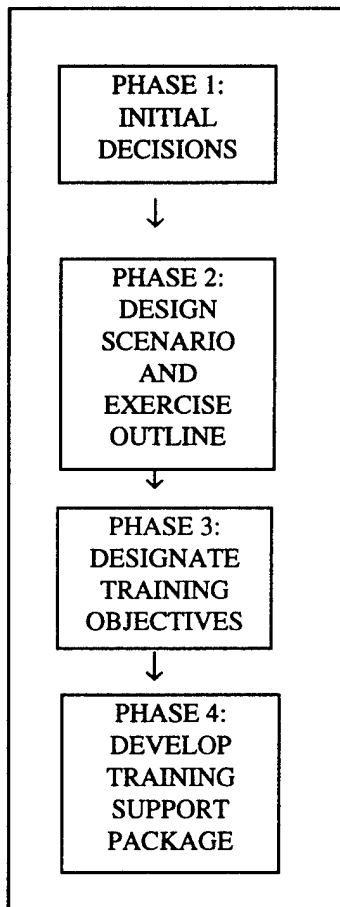 PHASE 1:
INITIAL
DECISIONS
PHASE 2:
DESIGN
SCENARIO
AND
EXERCISE
OUTLINE
PHASE 3:
DESIGNATE
TRAINING
OBJECTIVES
PHASE 4:
DEVELOP
TRAINING
SUPPORT
PACKAGE